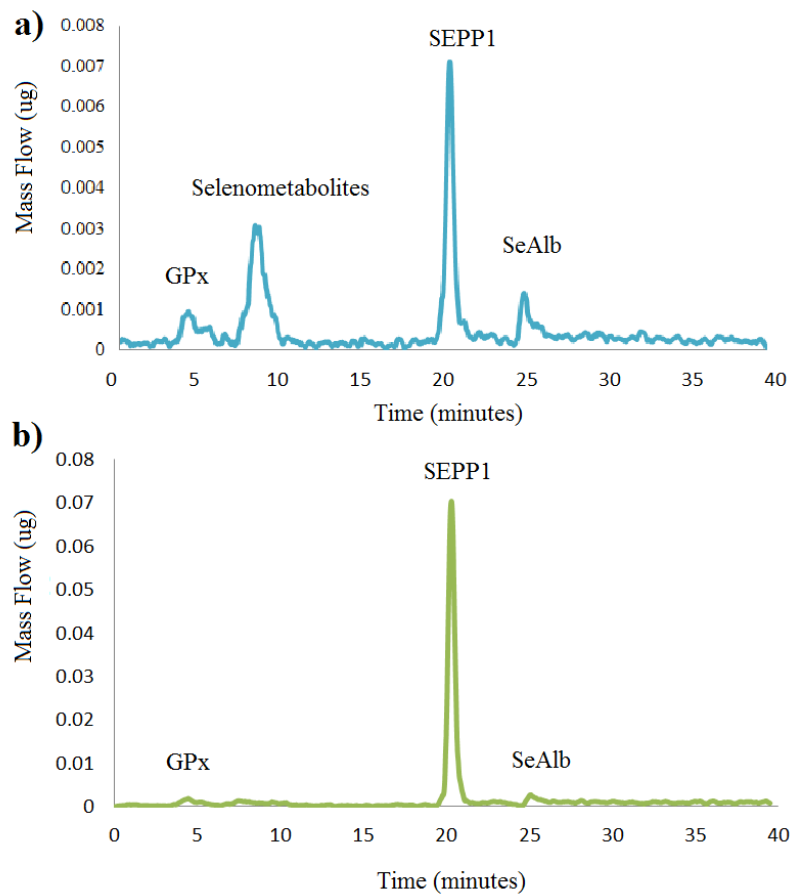 a)
0.008
0.007
0.006
0.005
0.004
0.003
0.002
0.001
0
Mass Flow (ug)
SEPP1
Selenometabolites
GPx
SeAlb
0 5 10 15 20 25 30 35 40
Time (minutes)
b)
0.08
0.07
0.06
0.05
0.04
0.03
0.02
0.01
0
Mass Flow (ug)
SEPP1
GPx
SeAlb
0 5 10 15 20 25 30 35 40
Time (minutes)